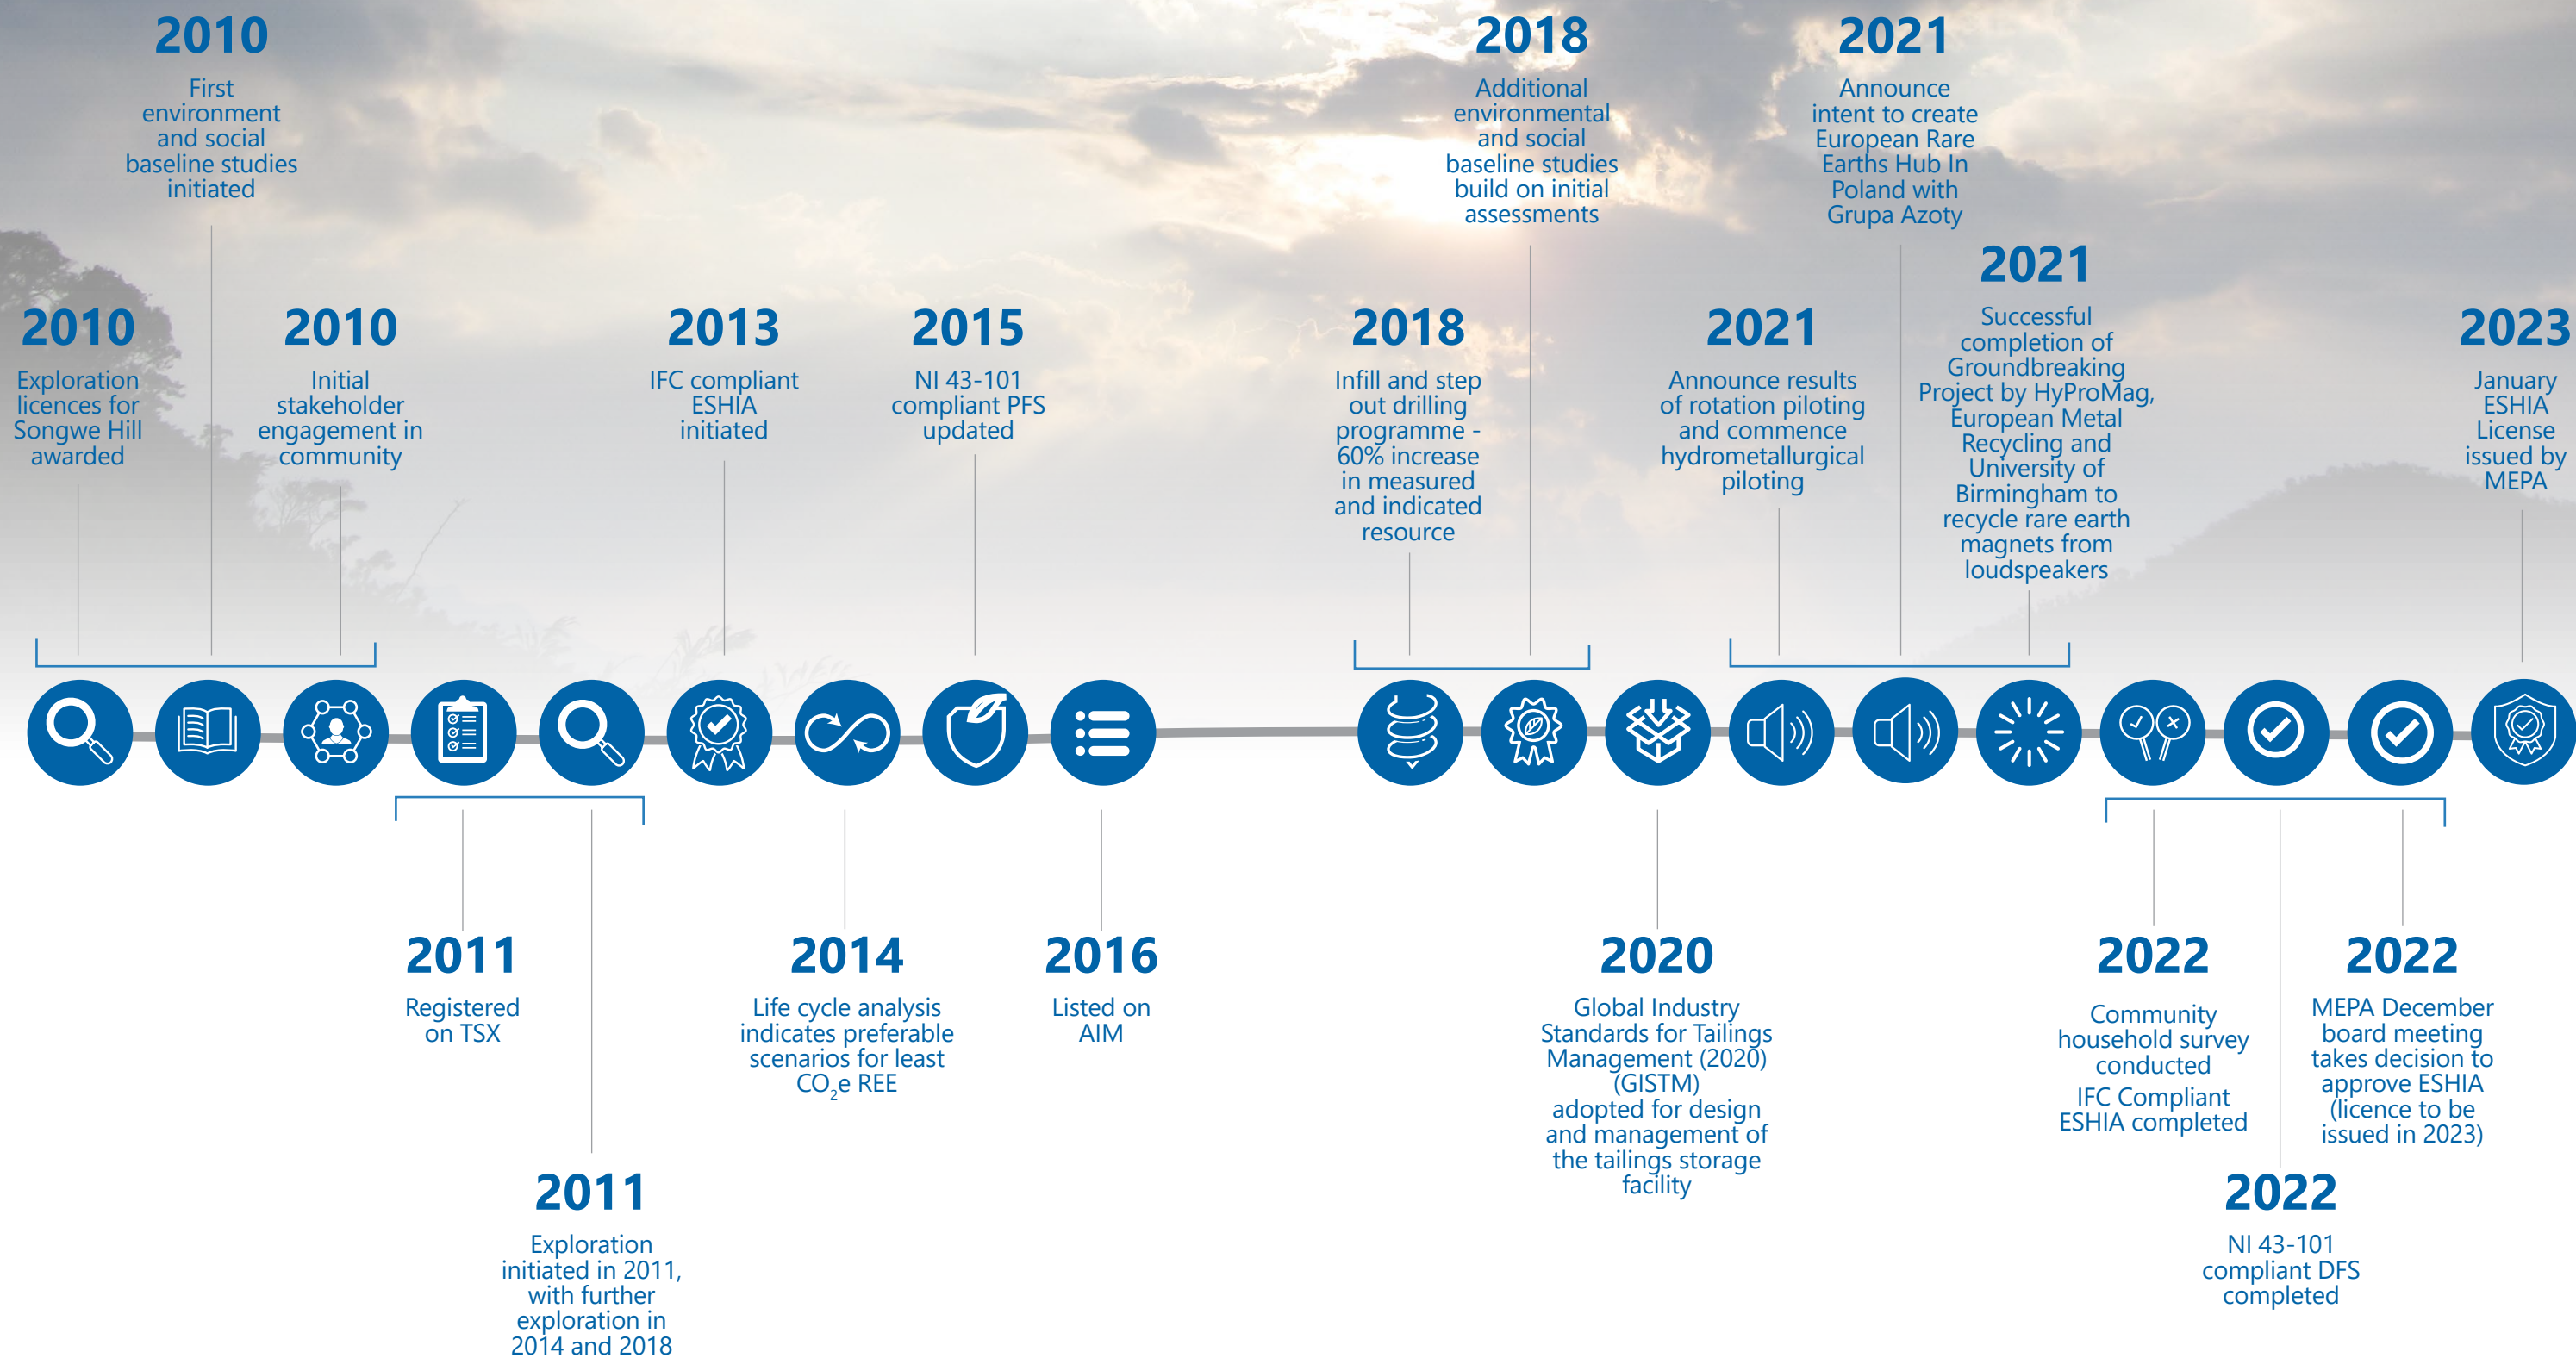 2010
Exploration
licences for
Songwe Hill
awarded
2010
First
environment
and social
baseline studies
initiated
2010
Initial
stakeholder
engagement in
community
2011
Registered
on TSX
2011
Exploration
initiated in 2011,
with further
exploration in
2014 and 2018
2013
IFC compliant
ESHIA
initiated
2014
Life cycle analysis
indicates preferable
scenarios for least
CO₂e REE
2015
NI 43-101
compliant PFS
updated
2016
Listed on
AIM
2018
Infill and step
out drilling
programme -
60% increase
in measured
and indicated
resource
2018
Additional
environmental
and social
baseline studies
build on initial
assessments
2020
Global Industry
Standards for Tailings
Management (2020)
(GISTM)
adopted for design
and management of
the tailings storage
facility
2021
Announce results
of rotation piloting
and commence
hydrometallurgical
piloting
2021
Announce
intent to create
European Rare
Earths Hub In
Poland with
Grupa Azoty
2021
Successful
completion of
Groundbreaking
Project by HyProMag,
European Metal
Recycling and
University of
Birmingham to
recycle rare earth
magnets from
loudspeakers
2022
Community
household survey
conducted
IFC Compliant
ESHIA completed
2022
NI 43-101
compliant DFS
completed
2022
MEPA December
board meeting
takes decision to
approve ESHIA
(licence to be
issued in 2023)
2023
January
ESHIA
License
issued by
MEPA